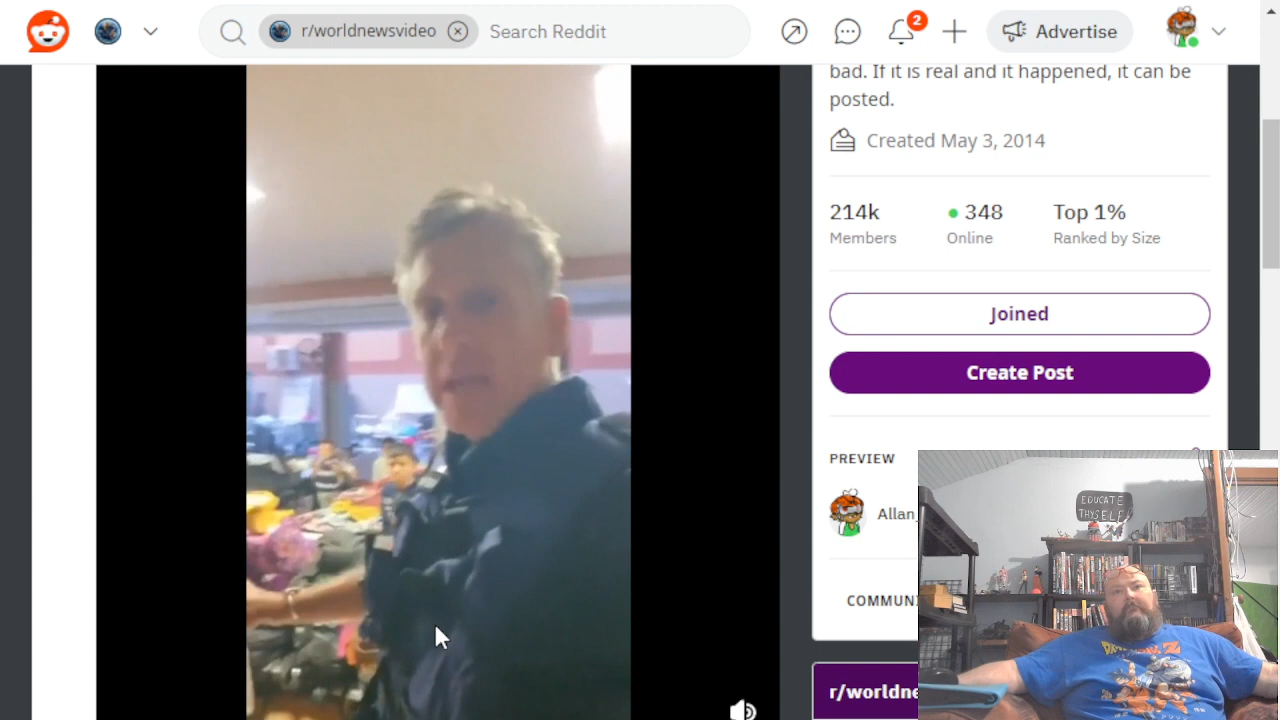 r/worldnewsvideo
Search Reddit
2
Advertise
bad. If it is real and it happened, it can be
posted.
Created May 3, 2014
214k
348
Top 1%
Members
Online
Ranked by Size
Joined
Create Post
PREVIEW
Allan_
COMMUN
r/worldne
EDUCATE
THYSELF